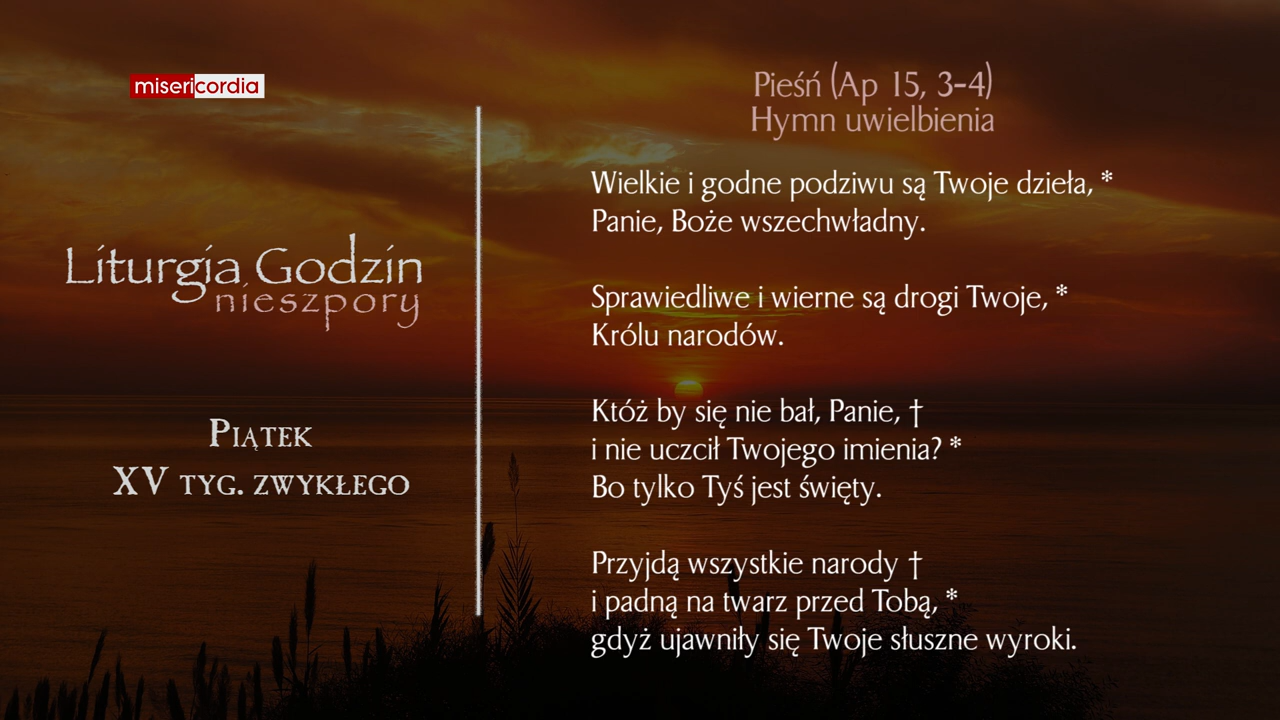 misericordia
Liturgia Godzin
nieszpory
Piątek
XV tyg. zwykłego
Pieśń (Ap 15, 3-4)
Hymn uwielbienia
Wielkie i godne podziwu są Twoje dzieła, *
Panie, Boże wszechwładny.
Sprawiedliwe i wierne są drogi Twoje, *
Królu narodów.
Któż by się nie bał, Panie, †
i nie uczcił Twojego imienia? *
Bo tylko Tyś jest święty.
Przyjdą wszystkie narody †
i padną na twarz przed Tobą, *
gdyż ujawniły się Twoje słuszne wyroki.